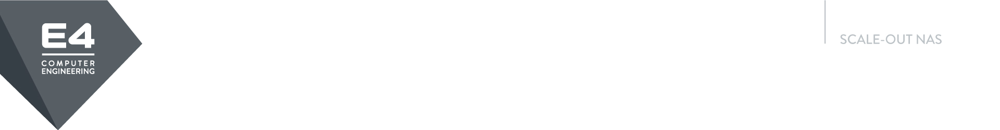 E4
COMPUTER
ENGINEERING
SCALE-OUT NAS